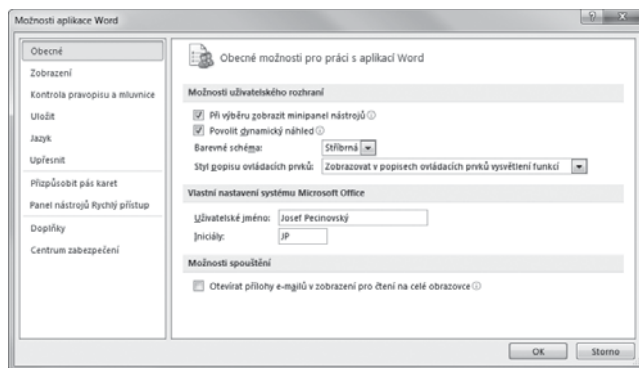 Možnosti aplikace Word
Obecné
Zobrazení
Kontrola pravopisu a mluvnice
Uložit
Jazyk
Upřesnit
Přizpůsobit pás karet
Panel nástrojů Rychlý přístup
Doplňky
Centrum zabezpečení
Obecné možnosti pro práci s aplikací Word
Možnosti uživatelského rozhraní
Při výběru zobrazit minipanel nástrojů
Povolit dynamický náhled
Barevné schéma: Stříbrná
Styl popisu ovládacích prvků: Zobrazovat v popisech ovládacích prvků vysvětlení funkcí
Vlastní nastavení systému Microsoft Office
Uživatelské jméno: Josef Pecinovský
Iniciály: JP
Možnosti spouštění
Otevírat přílohy e-mailů v zobrazení pro čtení na celé obrazovce
OK Storno